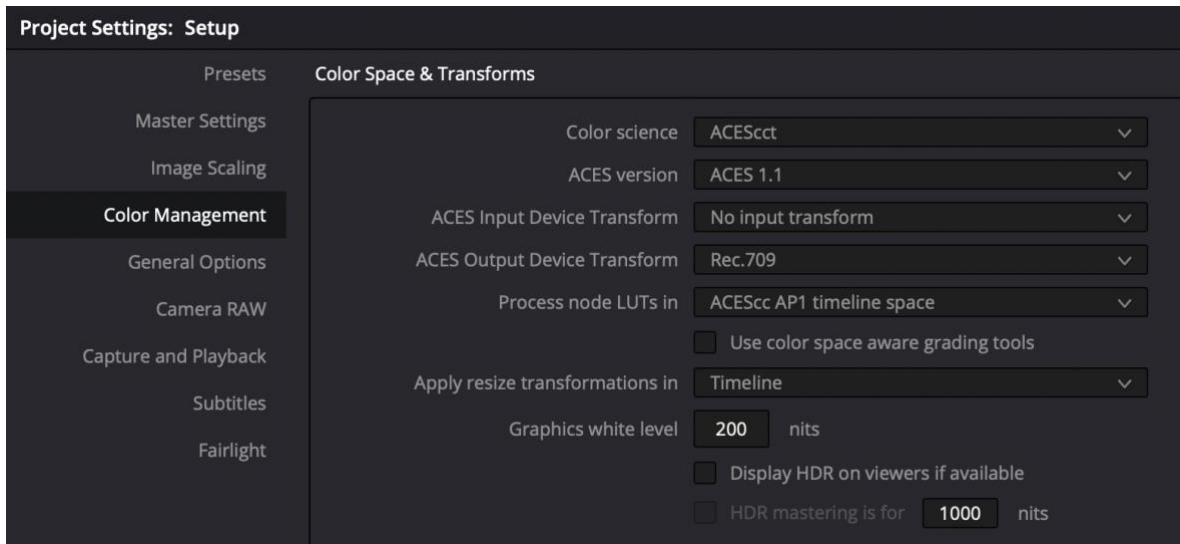 Project Settings: Setup
Presets
Master Settings
Image Scaling
Color Management
General Options
Camera RAW
Capture and Playback
Subtitles
Fairlight
Color Space & Transforms
Color science ACEScct
ACES version ACES 1.1
ACES Input Device Transform No input transform
ACES Output Device Transform Rec.709
Process node LUTs in ACEScc AP1 timeline space
Use color space aware grading tools
Apply resize transformations in Timeline
Graphics white level 200 nits
Display HDR on viewers if available
HDR mastering is for 1000 nits